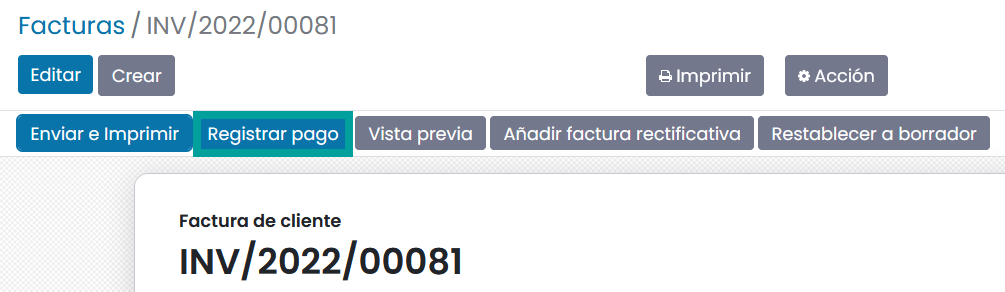 Facturas / INV/2022/00081
Editar Crear Imprimir Acción
Enviar e Imprimir Registrar pago Vista previa Añadir factura rectificativa Restablecer a borrador
Factura de cliente
INV/2022/00081